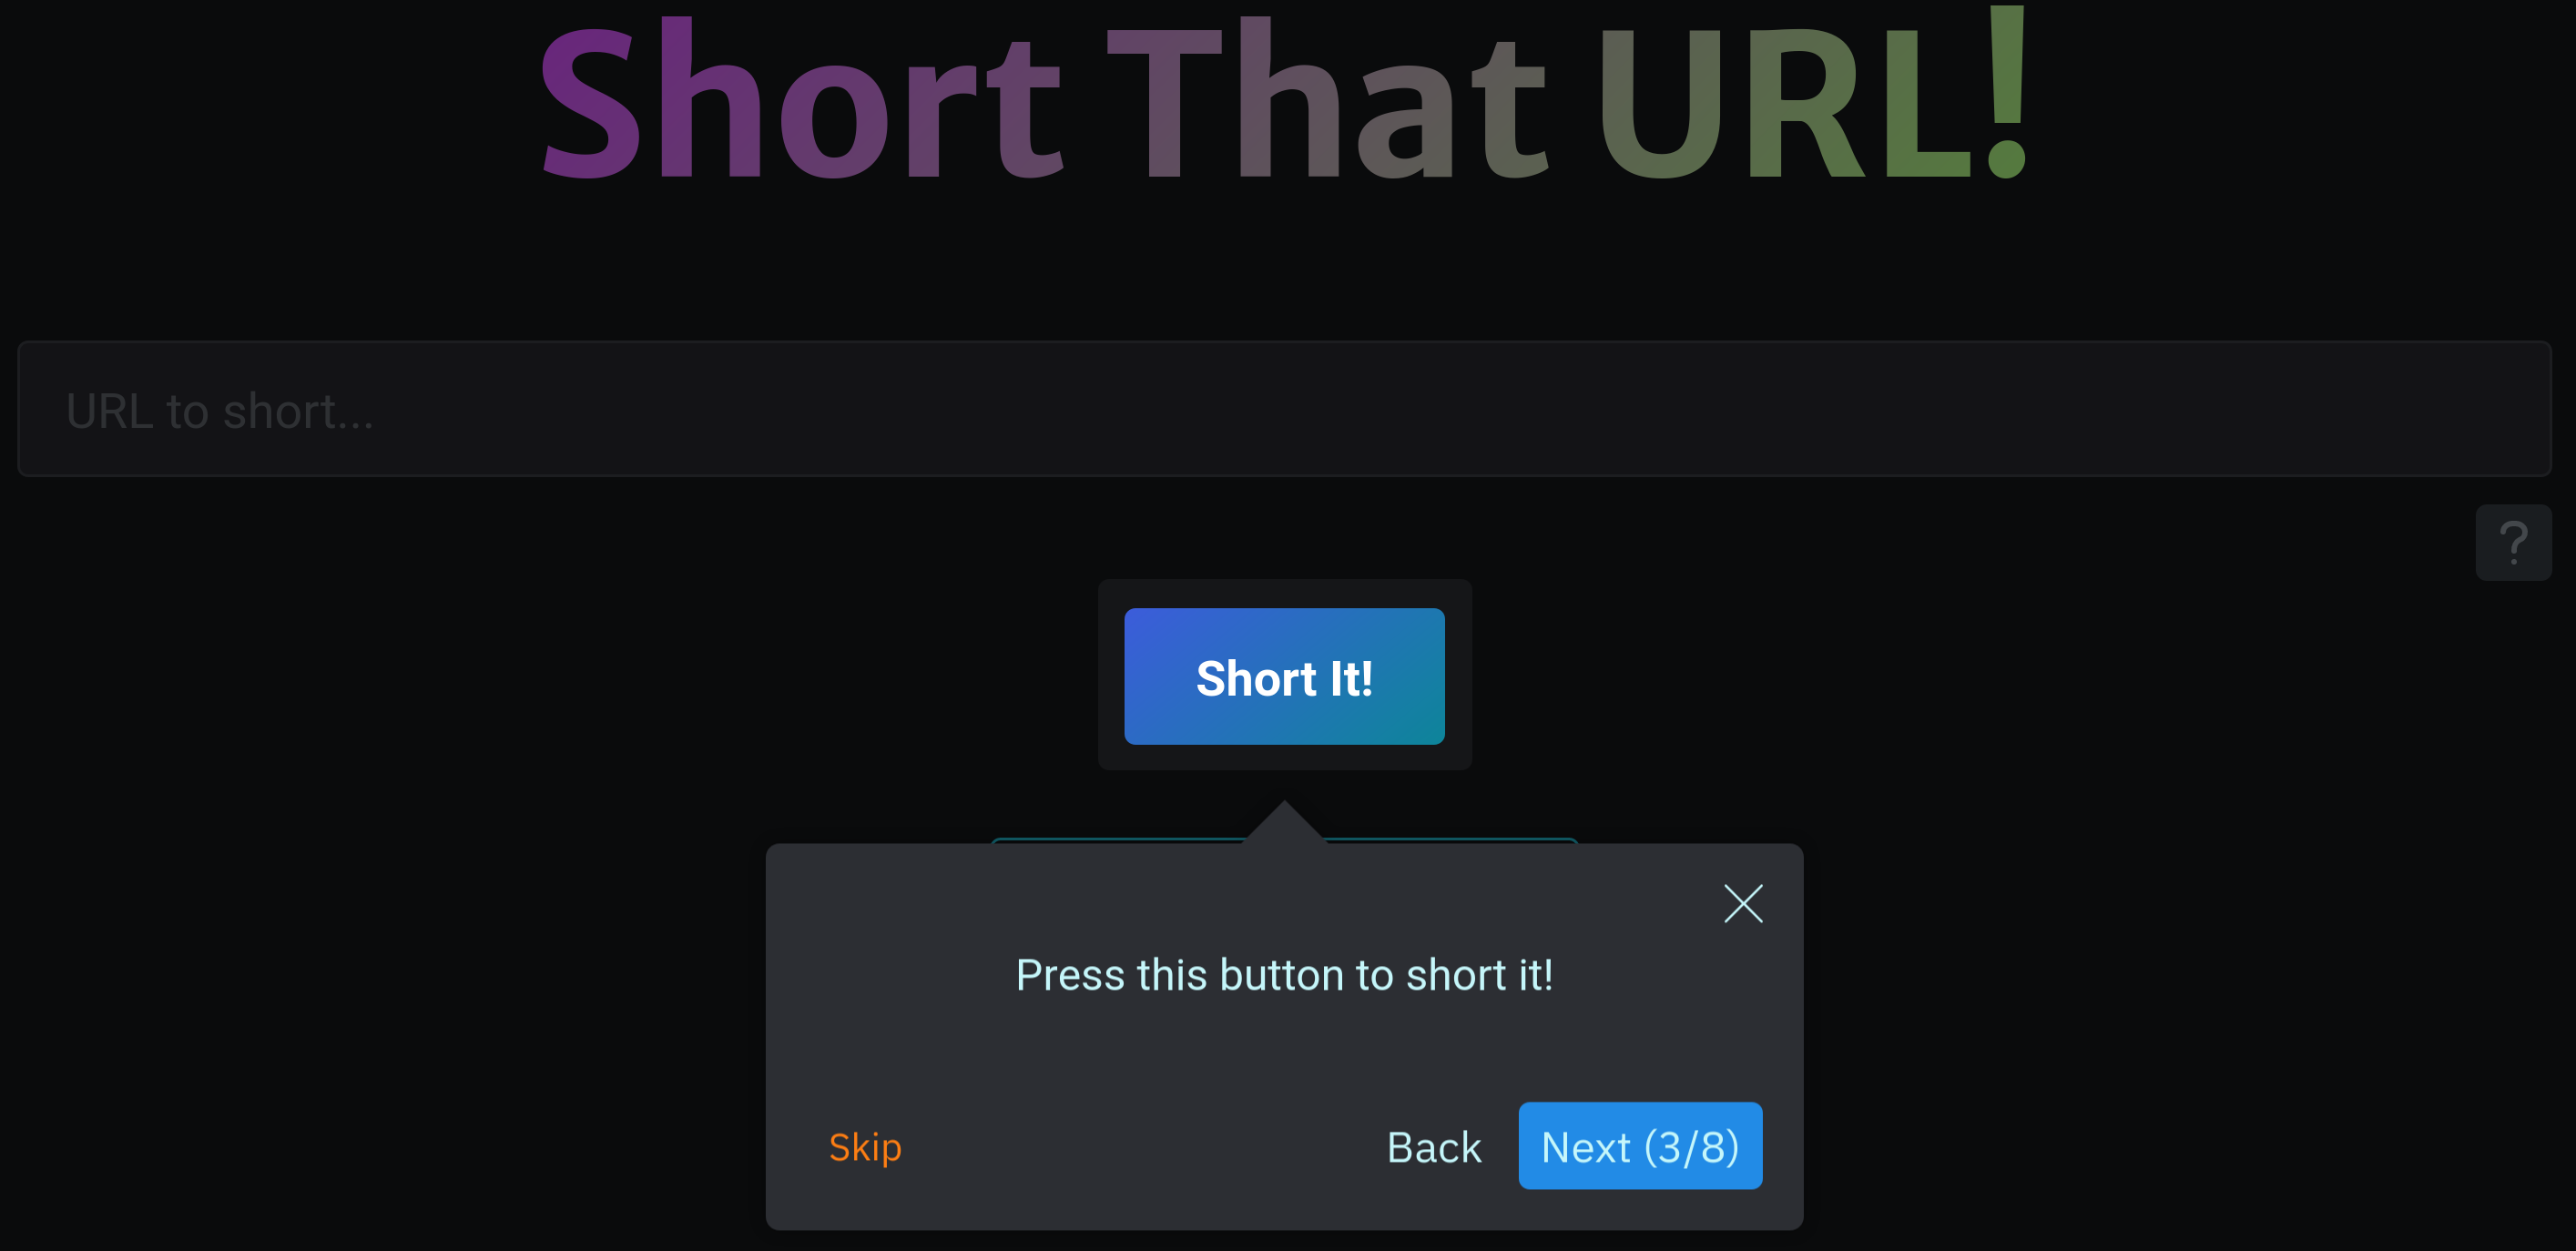 Short That URL!
URL to short...
?
Short It!
Press this button to short it!
Skip
Back
Next (3/8)